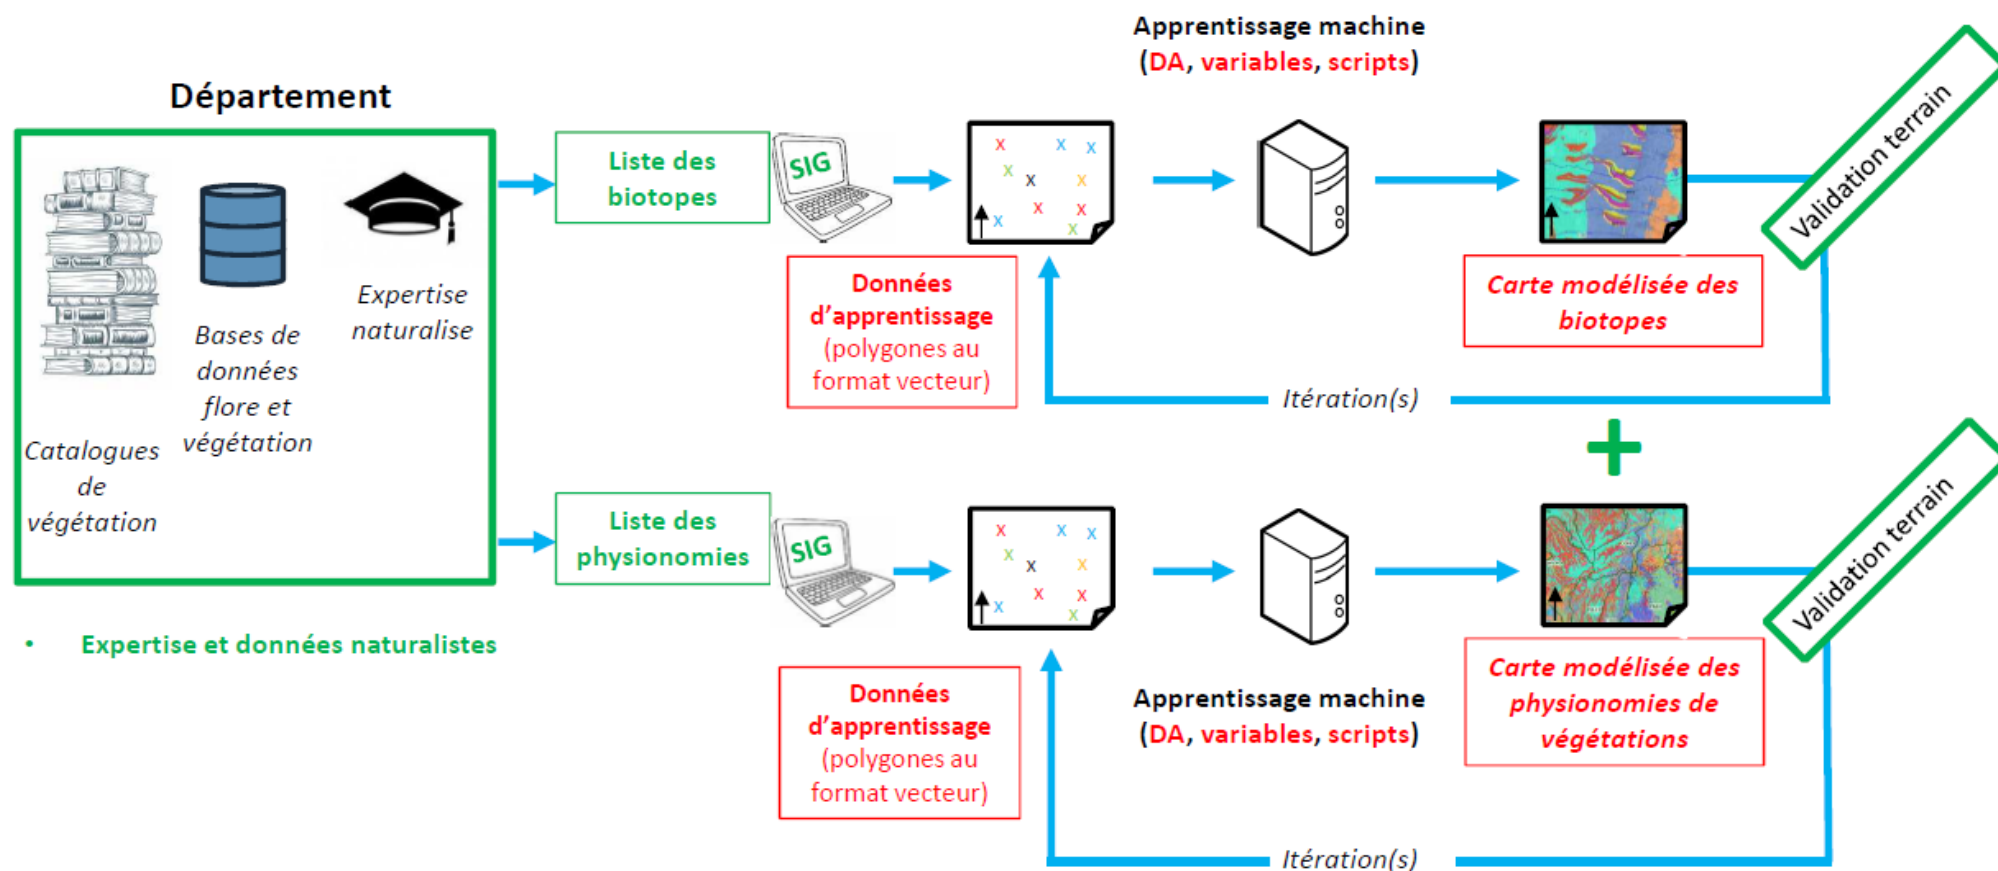 Département
Catalogues
de
végétation
Bases de
données
flore et
végétation
Expertise
naturalise
• Expertise et données naturalistes
Liste des
biotopes
SIG
Données
d'apprentissage
(polygones au
format vecteur)
Apprentissage machine
(DA, variables, scripts)
Carte modélisée des
biotopes
Validation terrain
Itération(s)
+
Liste des
physionomies
SIG
Données
d'apprentissage
(polygones au
format vecteur)
Apprentissage machine
(DA, variables, scripts)
Carte modélisée des
physionomies de
végétations
Validation terrain
Itération(s)